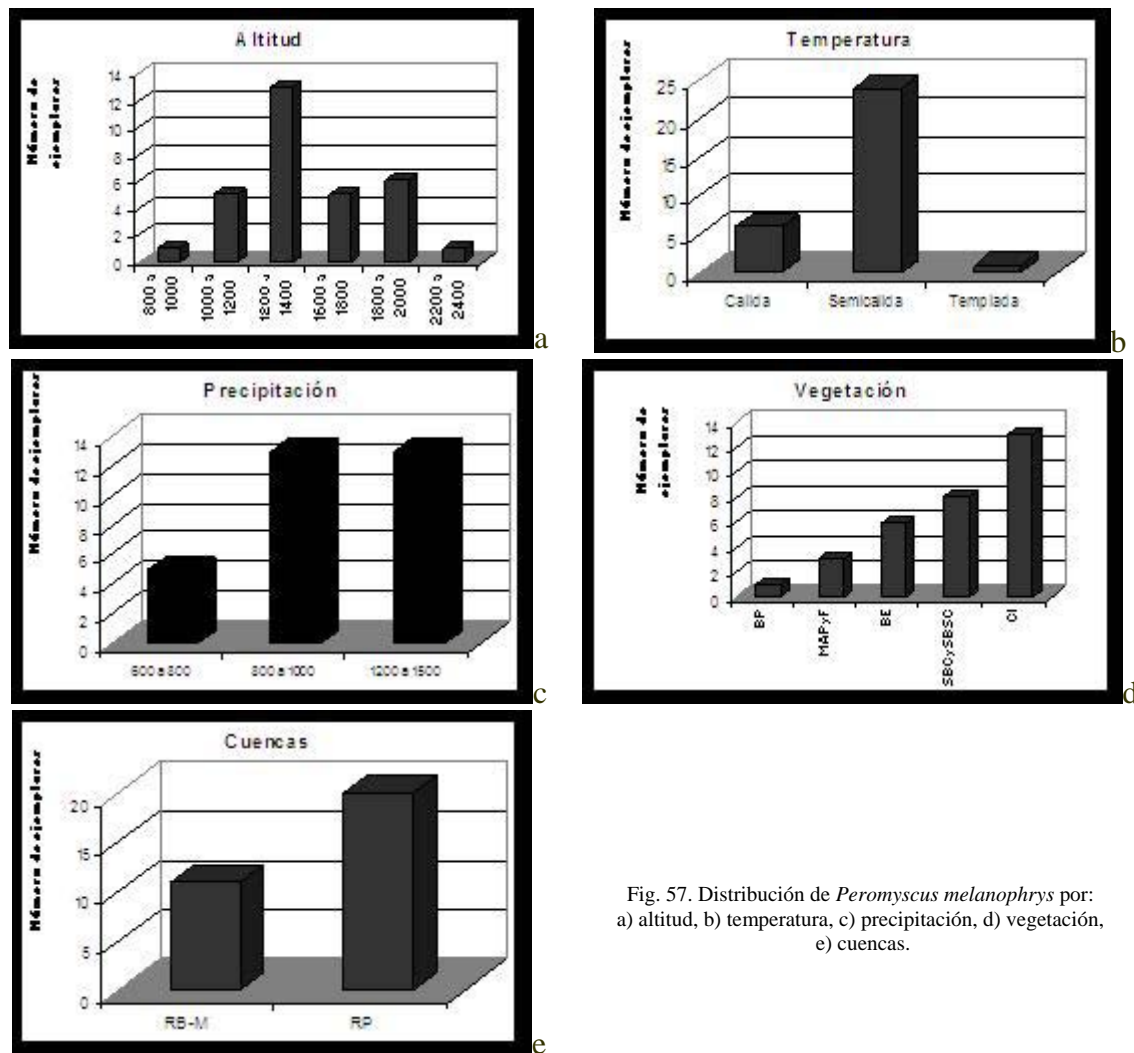 Altitud
Número de
ejemplares
14
12
10
8
6
4
2
0
8000 a
1000
1000 a
1200
1200 a
1400
1600 a
1800
1800 a
2000
2200 a
2400
a
Temperatura
Número de ejemplares
25
20
15
10
5
0
Calida
Semicalida
Templada
b
Precipitación
Número de ejemplares
14
12
10
8
6
4
2
0
600 a 800
800 a 1000
1200 a 1500
c
Vegetación
Número de
ejemplares
14
12
10
8
6
4
2
0
BP
MAPyF
BE
SBCySBSC
CI
d
Cuencas
Número de ejemplares
20
15
10
5
0
RB-M
RP
e
Fig. 57. Distribución de Peromyscus melanophrys por:
a) altitud, b) temperatura, c) precipitación, d) vegetación,
e) cuencas.